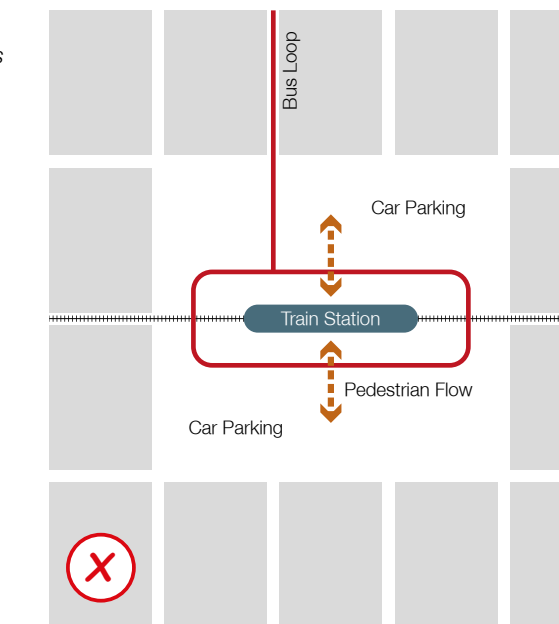 s
Bus Loop
Car Parking
Train Station
Pedestrian Flow
Car Parking
x